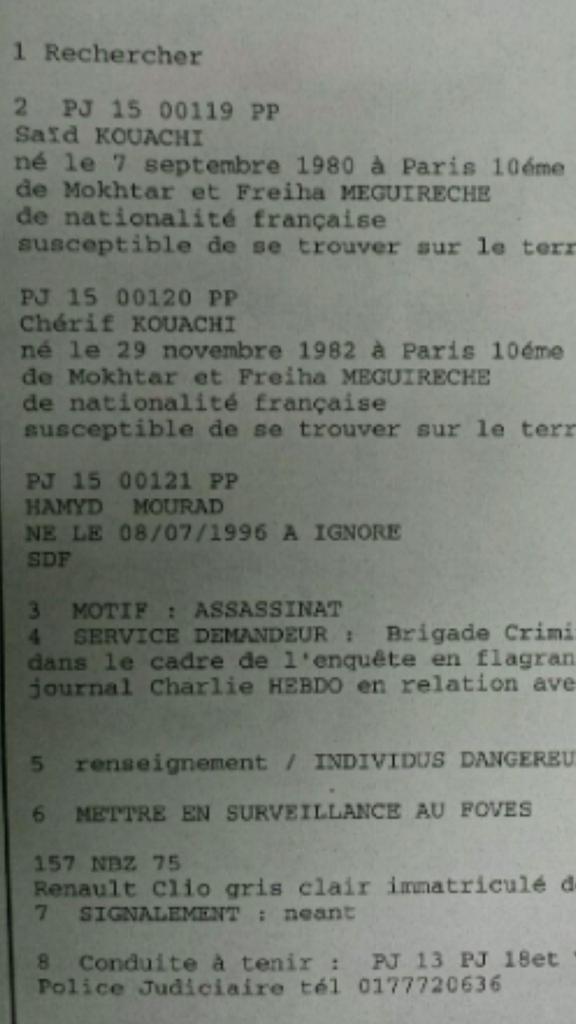 1 Rechercher
2 PJ 15 00119 PP
Saïd KOUACHI
né le 7 septembre 1980 à Paris 10éme
de Mokhtar et Freiha MEGUIRECHE
de nationalité française
susceptible de se trouver sur le terr
PJ 15 00120 PP
Chérif KOUACHI
né le 29 novembre 1982 à Paris 10éme
de Mokhtar et Freiha MEGUIRECHE
de nationalité française
susceptible de se trouver sur le terr
PJ 15 00121 PP
HAMYD MOURAD
NE LE 08/07/1996 A IGNORE
SDF
3 MOTIF : ASSASSINAT
4 SERVICE DEMANDEUR : Brigade Crimi
dans le cadre de l'enquête en flagran
journal Charlie HEBDO en relation ave
5 renseignement / INDIVIDUS DANGEREU
6 METTRE EN SURVEILLANCE AU FOVES
157 NBZ 75
Renault Clio gris clair immatriculé d
7 SIGNALEMENT : neant
8 Conduite à tenir : PJ 13 PJ 18et
Police Judiciaire tél 0177720636